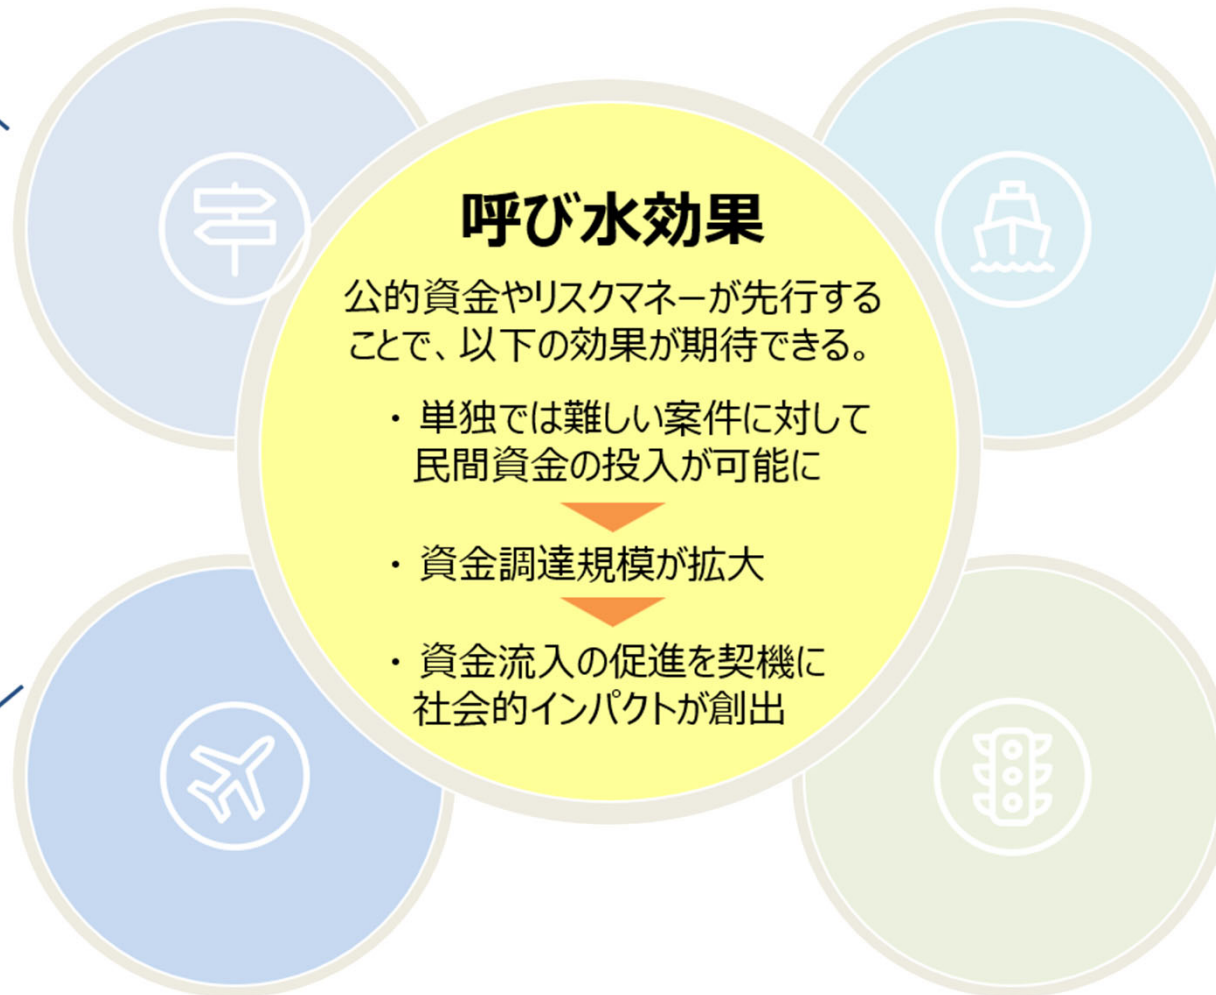 呼び水効果
公的資金やリスクマネーが先行する
ことで、以下の効果が期待できる。
・ 単独では難しい案件に対して
民間資金の投入が可能に
・ 資金調達規模が拡大
・ 資金流入の促進を契機に
社会的インパクトが創出